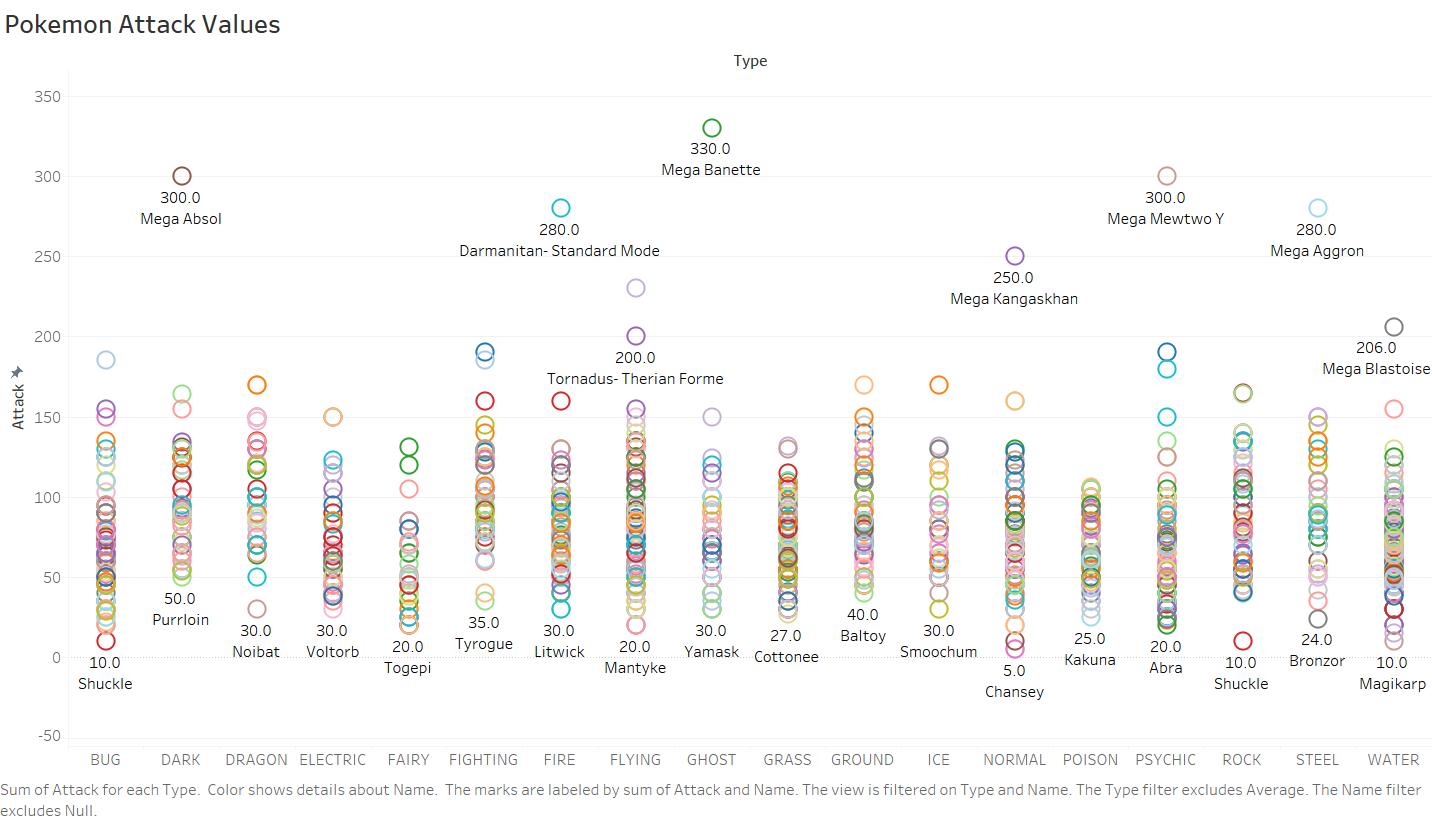 Pokemon Attack Values
Type
350
330.0
Mega Banette
300
300.0
Mega Absol
300.0
Mega Mewtwo Y
280.0
Darmanitan- Standard Mode
280.0
Mega Aggron
250
250.0
Mega Kangaskhan
200
200.0
Tornadus- Therian Forme
206.0
Mega Blastoise
Attack
150
100
50
50.0
Purrloin
0
10.0
Shuckle
30.0
Noibat
30.0
Voltorb
20.0
Togepi
35.0
Tyrogue
30.0
Litwick
20.0
Mantyke
30.0
Yamask
27.0
Cottonee
40.0
Baltoy
30.0
Smoochum
5.0
Chansey
25.0
Kakuna
20.0
Abra
10.0
Shuckle
24.0
Bronzor
10.0
Magikarp
-50
BUG DARK DRAGON ELECTRIC FAIRY FIGHTING FIRE FLYING GHOST GRASS GROUND ICE NORMAL POISON PSYCHIC ROCK STEEL WATER
Sum of Attack for each Type.  Color shows details about Name.  The marks are labeled by sum of Attack and Name. The view is filtered on Type and Name. The Type filter excludes Average. The Name filter
excludes Null.